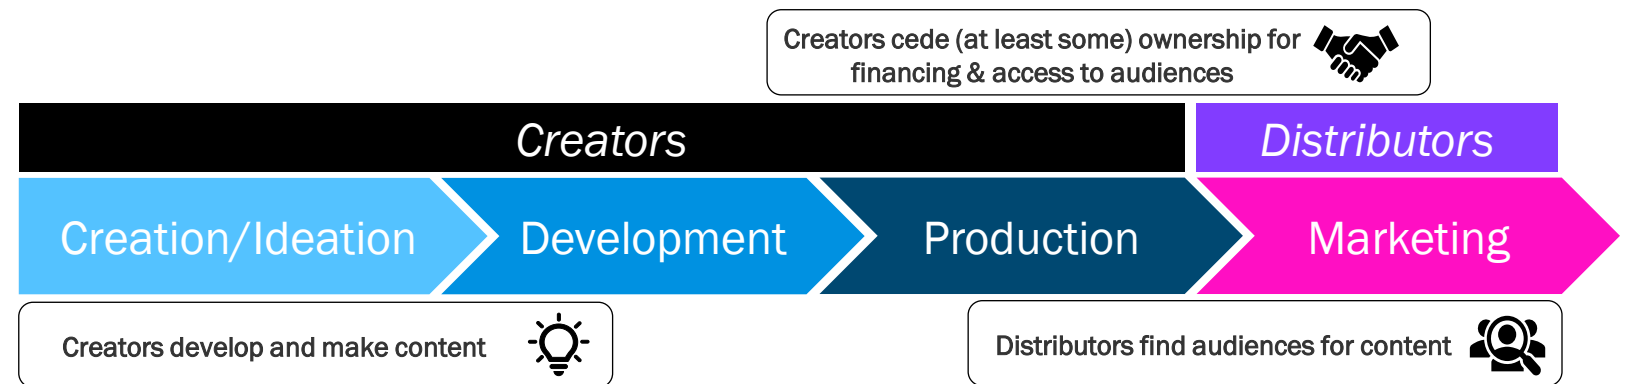 Creators cede (at least some) ownership for
financing & access to audiences
Creators
Distributors
Creation/Ideation
Development
Production
Marketing
Creators develop and make content
Distributors find audiences for content